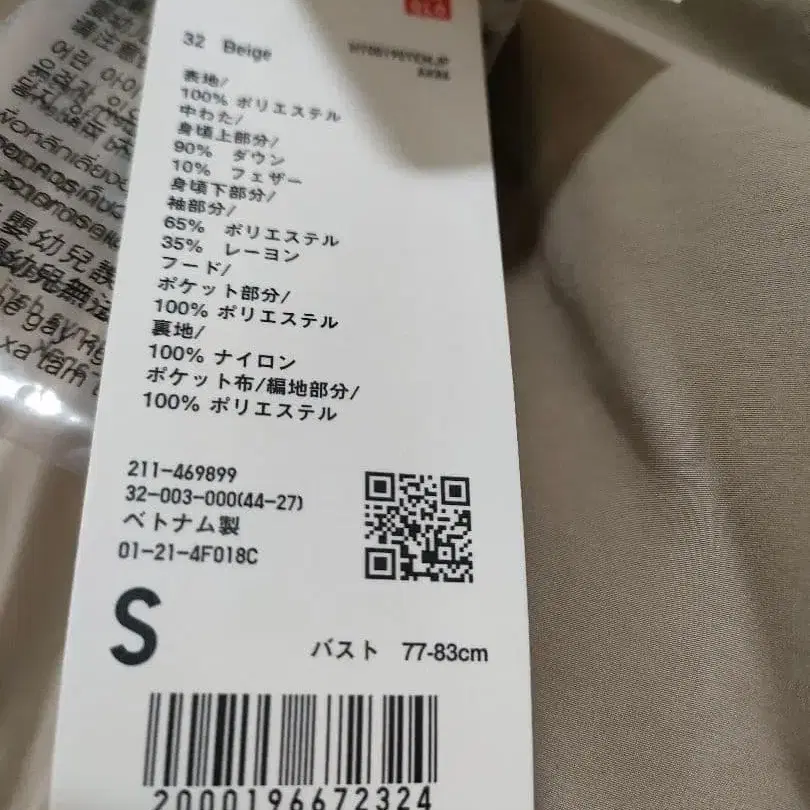 32 Beige
表地/
100% ポリエステル
中わた/
身頃上部分/
90% ダウン
10% フェザー
身頃下部分/
袖部分/
65% ポリエステル
35% レーヨン
フード/
ポケット部分/
100% ポリエステル
裏地/
100% ナイロン
ポケット布/編地部分/
100% ポリエステル
211-469899
32-003-000(44-27)
ベトナム製
01-21-4F018C
S
バスト 77-83cm
2000196672324
어린 아이